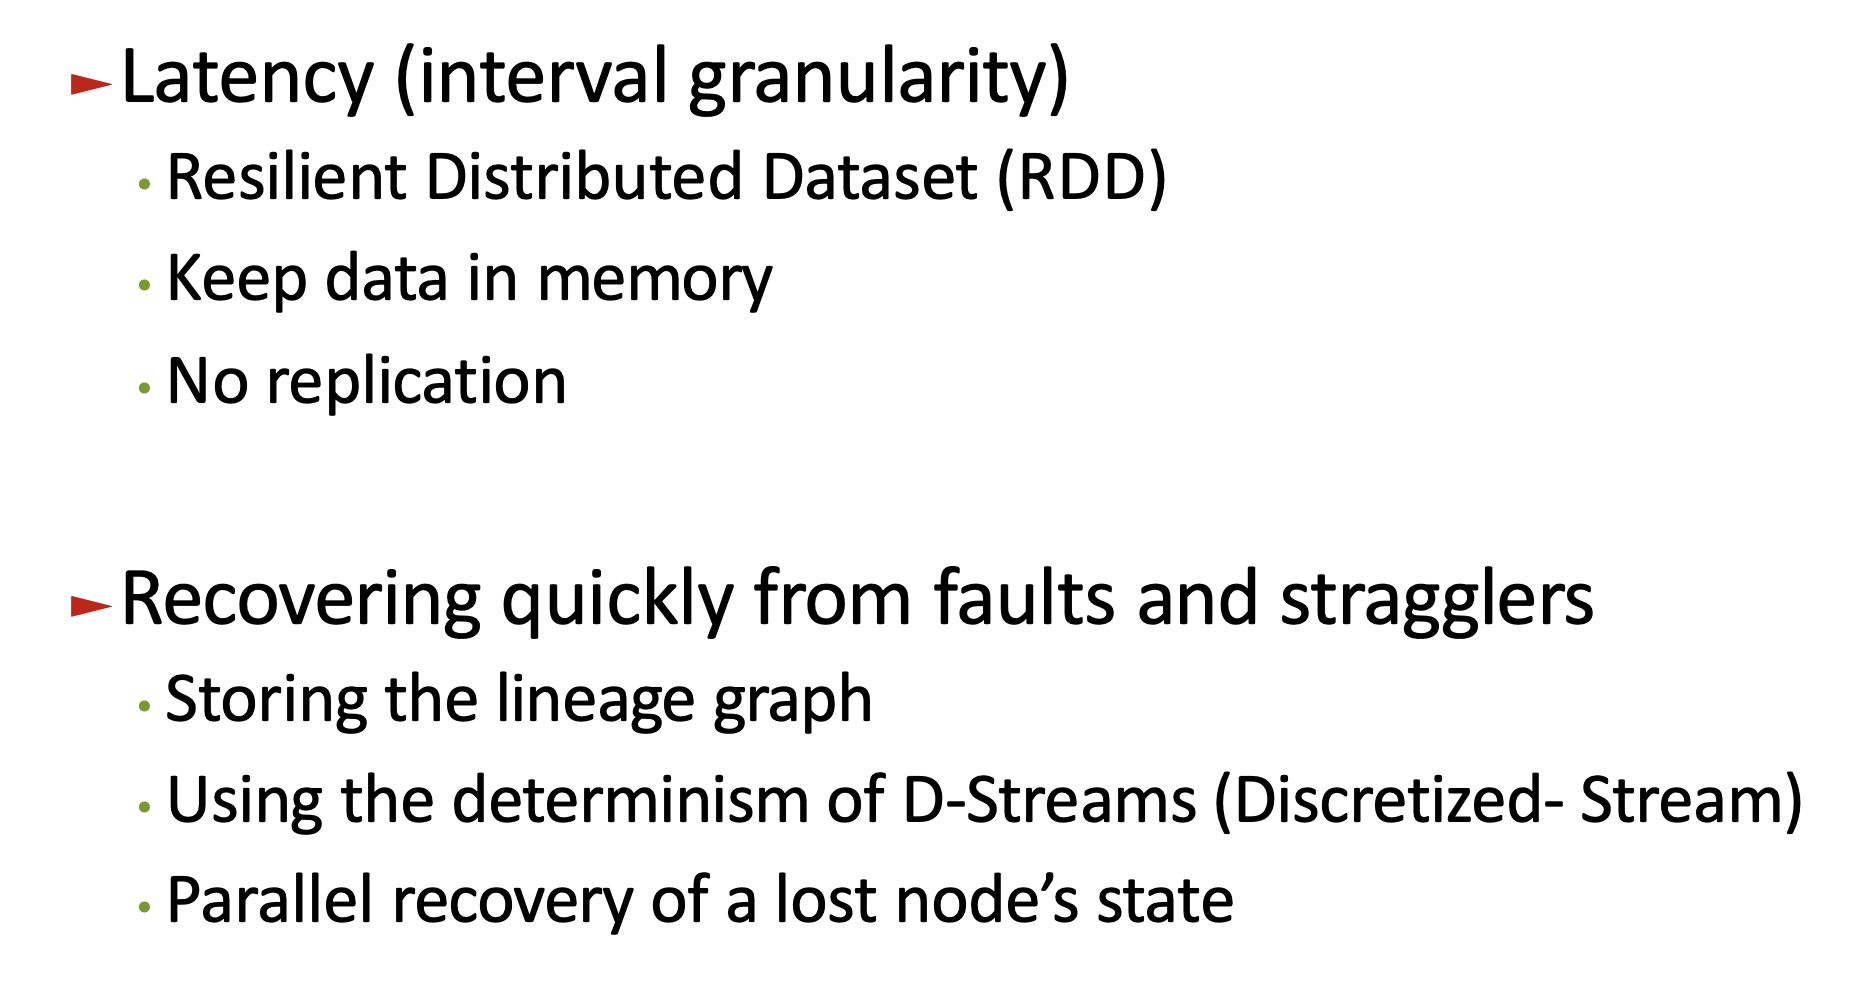 ►Latency (interval granularity)
• Resilient Distributed Dataset (RDD)
• Keep data in memory
• No replication
►Recovering quickly from faults and stragglers
• Storing the lineage graph
• Using the determinism of D-Streams (Discretized- Stream)
• Parallel recovery of a lost node’s state